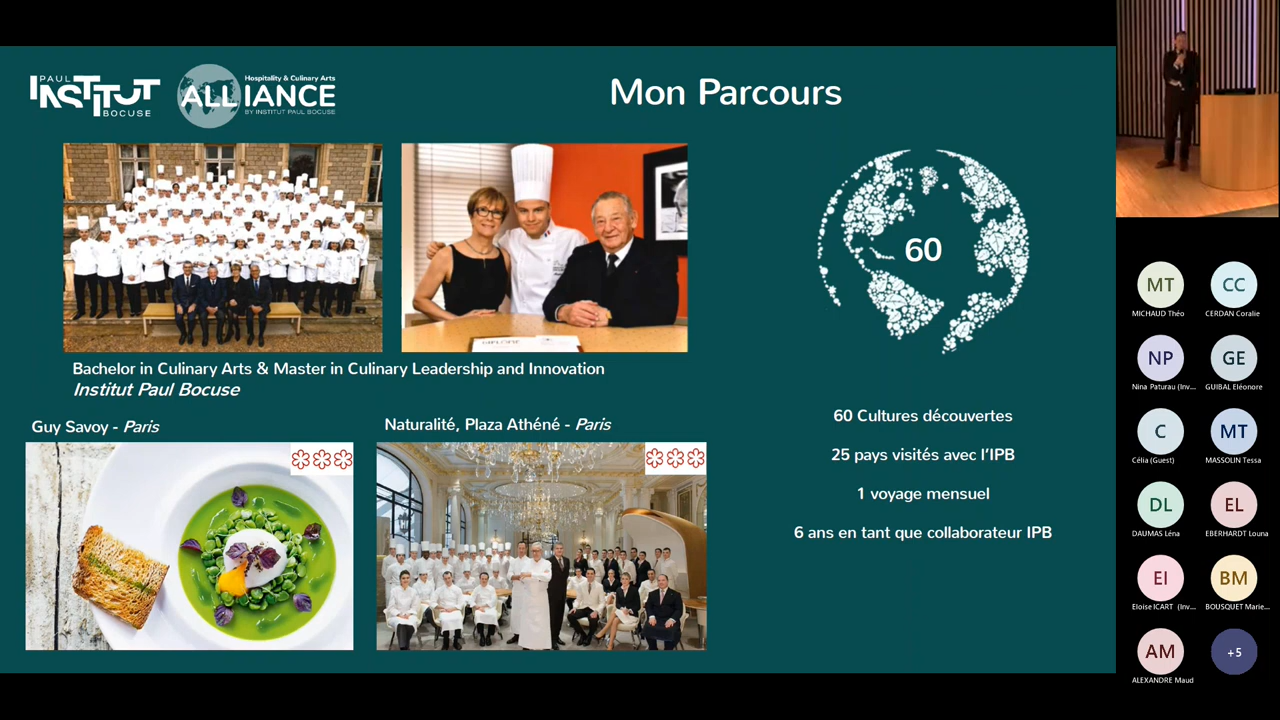 PAUL
INSTITUT
BOCUSE
Hospitality & Culinary Arts
ALLIANCE
BY INSTITUT PAUL BOCUSE
Mon Parcours
60
Bachelor in Culinary Arts & Master in Culinary Leadership and Innovation
Institut Paul Bocuse
Guy Savoy - Paris
Naturalité, Plaza Athéné - Paris
60 Cultures découvertes
25 pays visités avec l'IPB
1 voyage mensuel
6 ans en tant que collaborateur IPB
MT
MICHAUD Théo
CC
CERDAN Coralie
NP
Nina Paturau (Inv...
GE
GUIBAL Eléonore
C
Célia (Guest)
MT
MASSOLIN Tessa
DL
DAUMAS Léna
EL
EBERHARDT Louna
EI
Eloise ICART (Inv...
BM
BOUSQUET Marie...
AM
ALEXANDRE Maud
+5